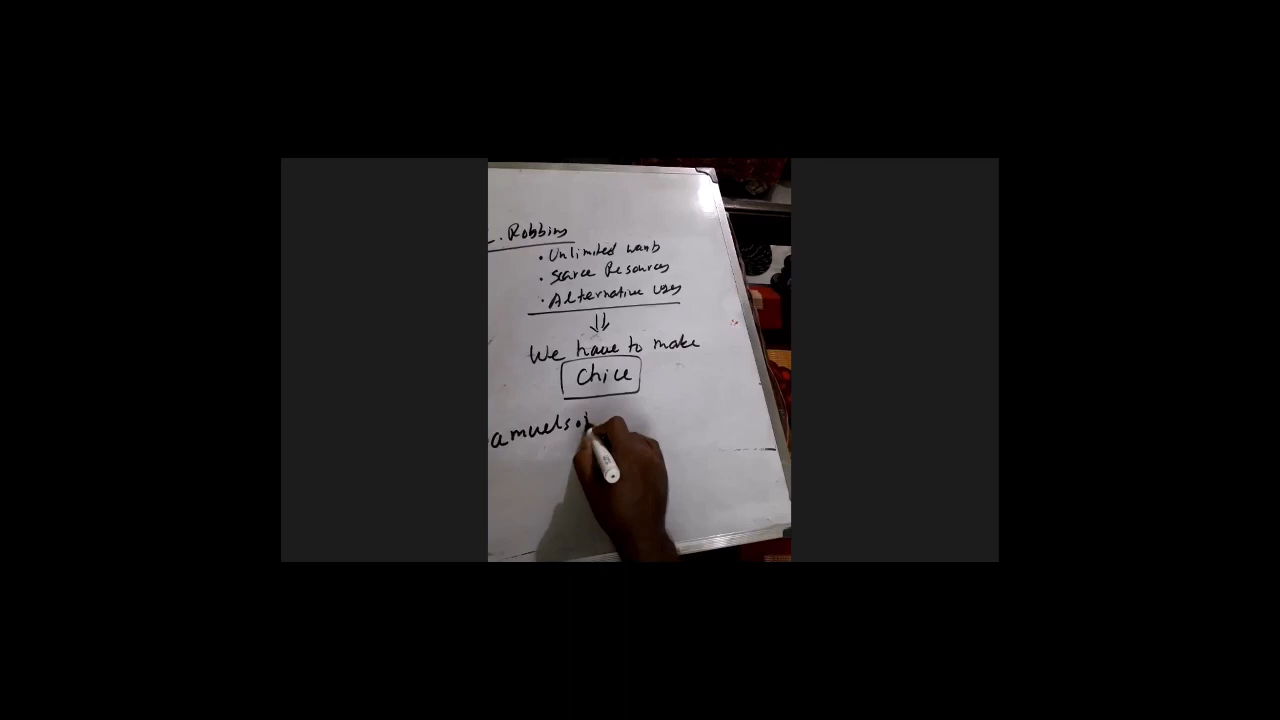 L. Robbins
• Unlimited wants
• Scarce Resources
• Alternative uses
We have to make
Chice
amuelso